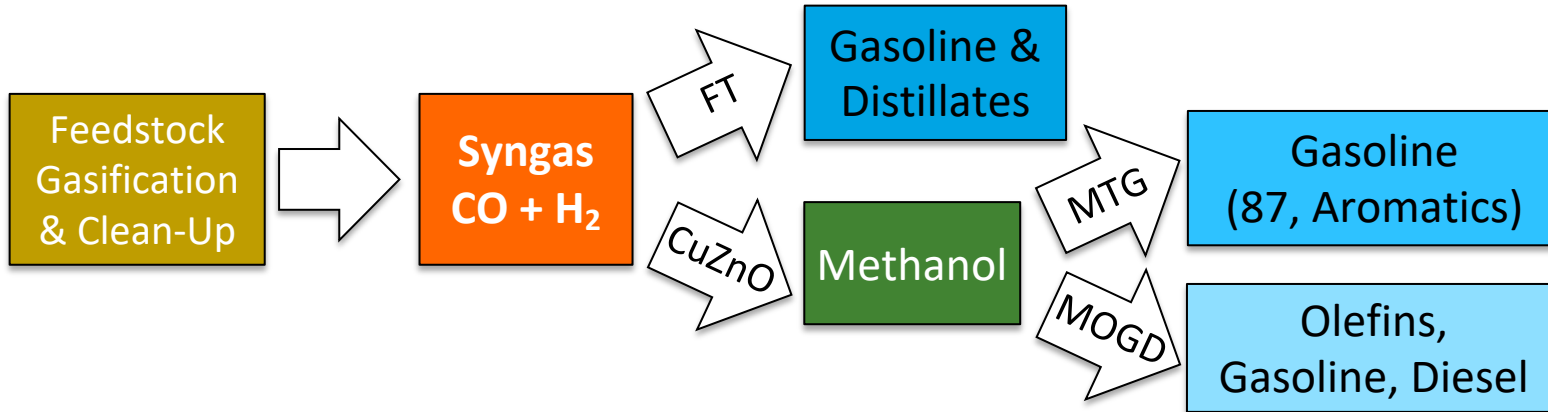 Feedstock
Gasification
& Clean-Up
Syngas
CO + H₂
FT
Gasoline &
Distillates
CuZnO
Methanol
MTG
Gasoline
(87, Aromatics)
MOGD
Olefins,
Gasoline, Diesel